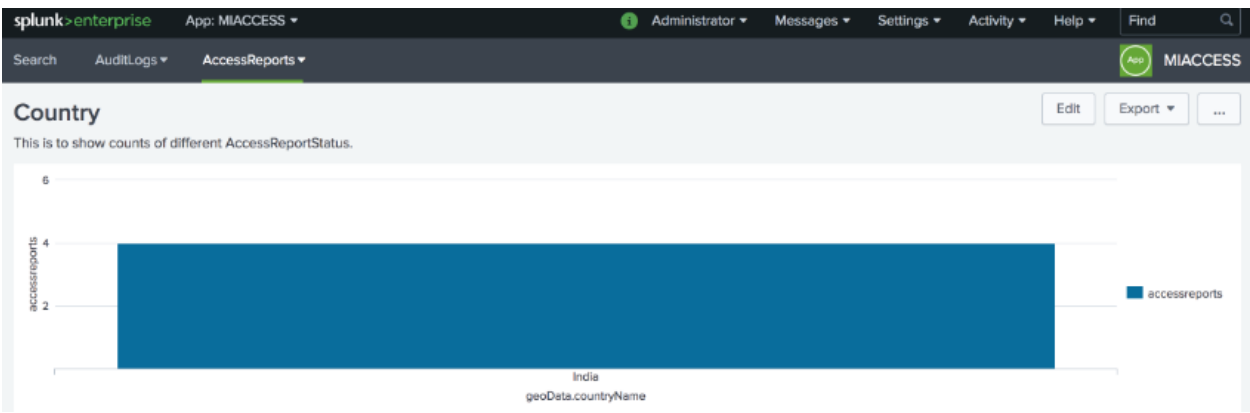 splunk>enterprise App: MIACCESS i Administrator Messages Settings Activity Help Find
Search AuditLogs AccessReports App MIACCESS
Country Edit Export ...
This is to show counts of different AccessReportStatus.
6
4
2
accessreports
accessreports
India
geoData.countryName